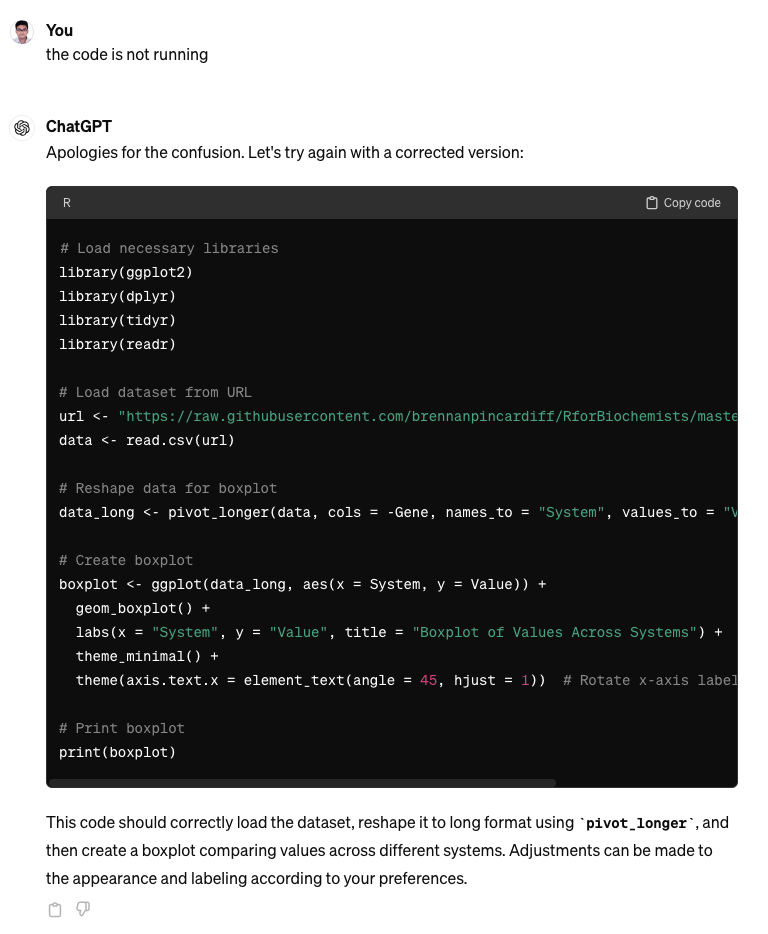 You
the code is not running
ChatGPT
Apologies for the confusion. Let's try again with a corrected version:
R
Copy code
# Load necessary libraries
library(ggplot2)
library(dplyr)
library(tidyr)
library(readr)
# Load dataset from URL
url <- "https://raw.githubusercontent.com/brennanpincardiff/RforBiochemists/maste
data <- read.csv(url)
# Reshape data for boxplot
data_long <- pivot_longer(data, cols = -Gene, names_to = "System", values_to = "V
# Create boxplot
boxplot <- ggplot(data_long, aes(x = System, y = Value)) +
  geom_boxplot() +
  labs(x = "System", y = "Value", title = "Boxplot of Values Across Systems") +
  theme_minimal() +
  theme(axis.text.x = element_text(angle = 45, hjust = 1))  # Rotate x-axis label
# Print boxplot
print(boxplot)
This code should correctly load the dataset, reshape it to long format using `pivot_longer`, and
then create a boxplot comparing values across different systems. Adjustments can be made to
the appearance and labeling according to your preferences.